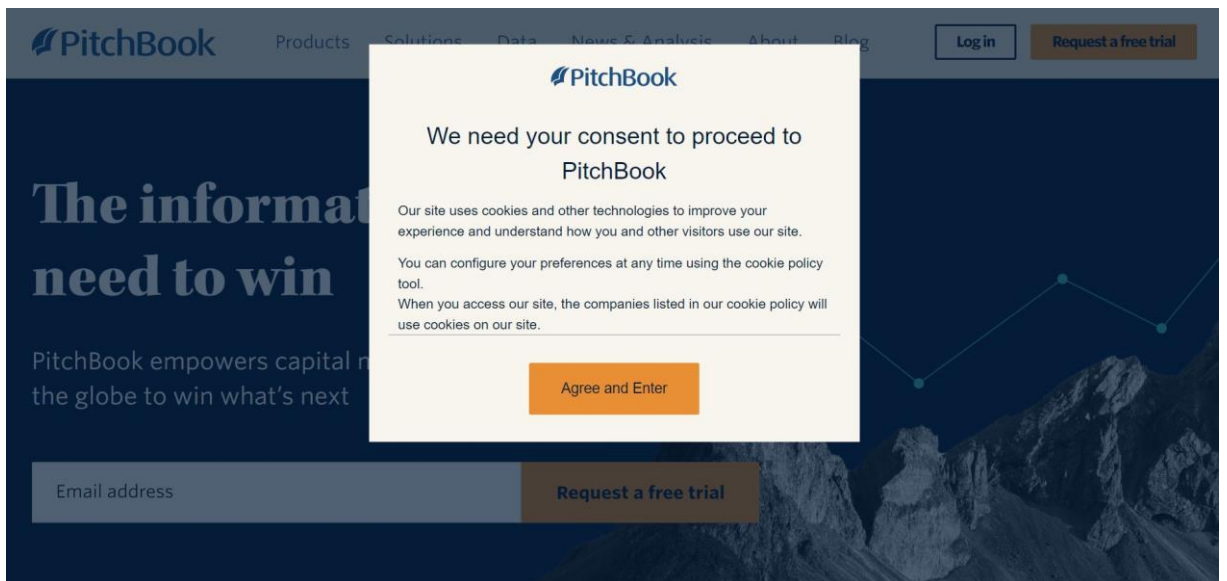 PitchBook
Products Solutions Data News & Analysis About Blog
Log in
Request a free trial
PitchBook
We need your consent to proceed to
PitchBook
Our site uses cookies and other technologies to improve your
experience and understand how you and other visitors use our site.
You can configure your preferences at any time using the cookie policy
tool.
When you access our site, the companies listed in our cookie policy will
use cookies on our site.
Agree and Enter
The informat
need to win
PitchBook empowers capital
the globe to win what's next
Email address
Request a free trial